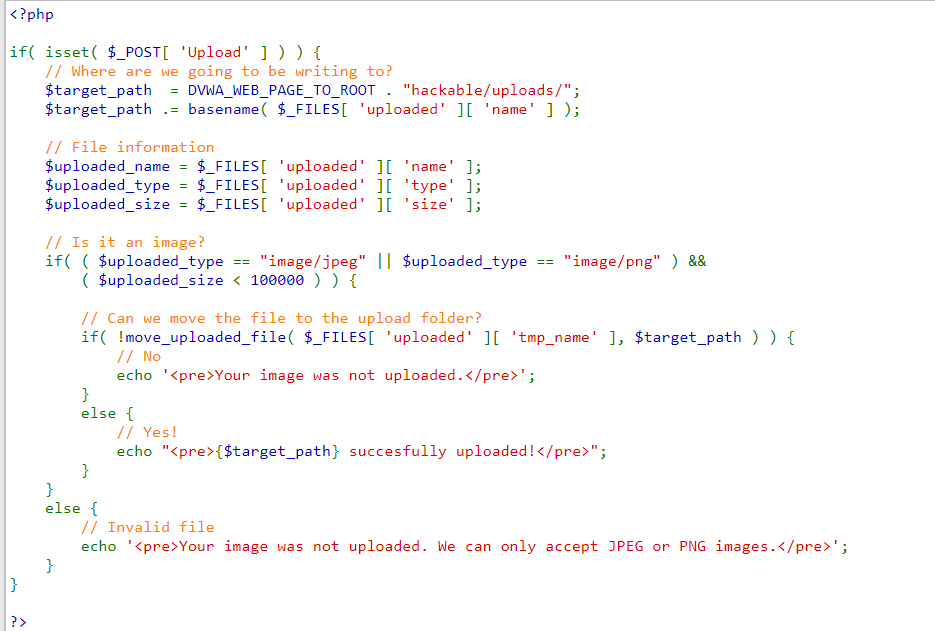 <?php
if( isset( $_POST[ 'Upload' ] ) ) {
// Where are we going to be writing to?
$target_path  = DVWA_WEB_PAGE_TO_ROOT . "hackable/uploads/";
$target_path .= basename( $_FILES[ 'uploaded' ][ 'name' ] );
// File information
$uploaded_name = $_FILES[ 'uploaded' ][ 'name' ];
$uploaded_type = $_FILES[ 'uploaded' ][ 'type' ];
$uploaded_size = $_FILES[ 'uploaded' ][ 'size' ];
// Is it an image?
if( ( $uploaded_type == "image/jpeg" || $uploaded_type == "image/png" ) &&
( $uploaded_size < 100000 ) ) {
// Can we move the file to the upload folder?
if( !move_uploaded_file( $_FILES[ 'uploaded' ][ 'tmp_name' ], $target_path ) ) {
// No
echo '<pre>Your image was not uploaded.</pre>';
}
else {
// Yes!
echo "<pre>{$target_path} succesfully uploaded!</pre>";
}
}
else {
// Invalid file
echo '<pre>Your image was not uploaded. We can only accept JPEG or PNG images.</pre>';
}
}
?>